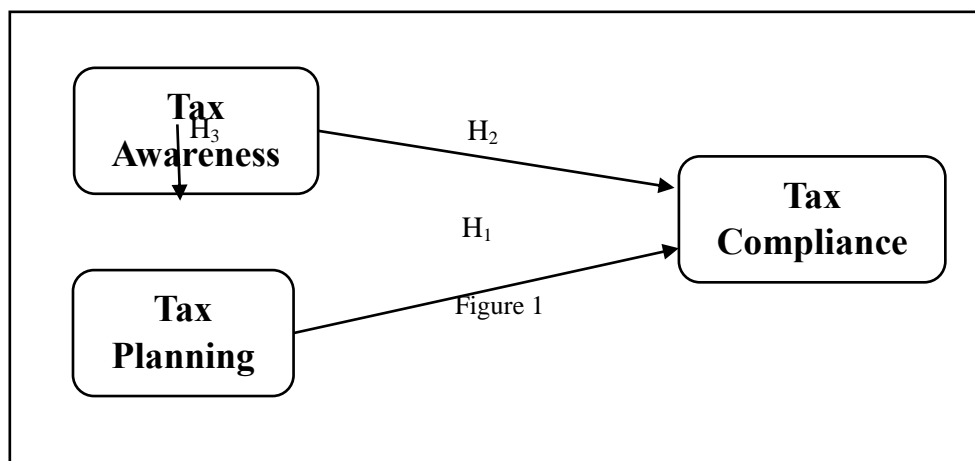 Tax
H₃
Awareness
H₂
Tax
Compliance
H₁
Figure 1
Tax
Planning